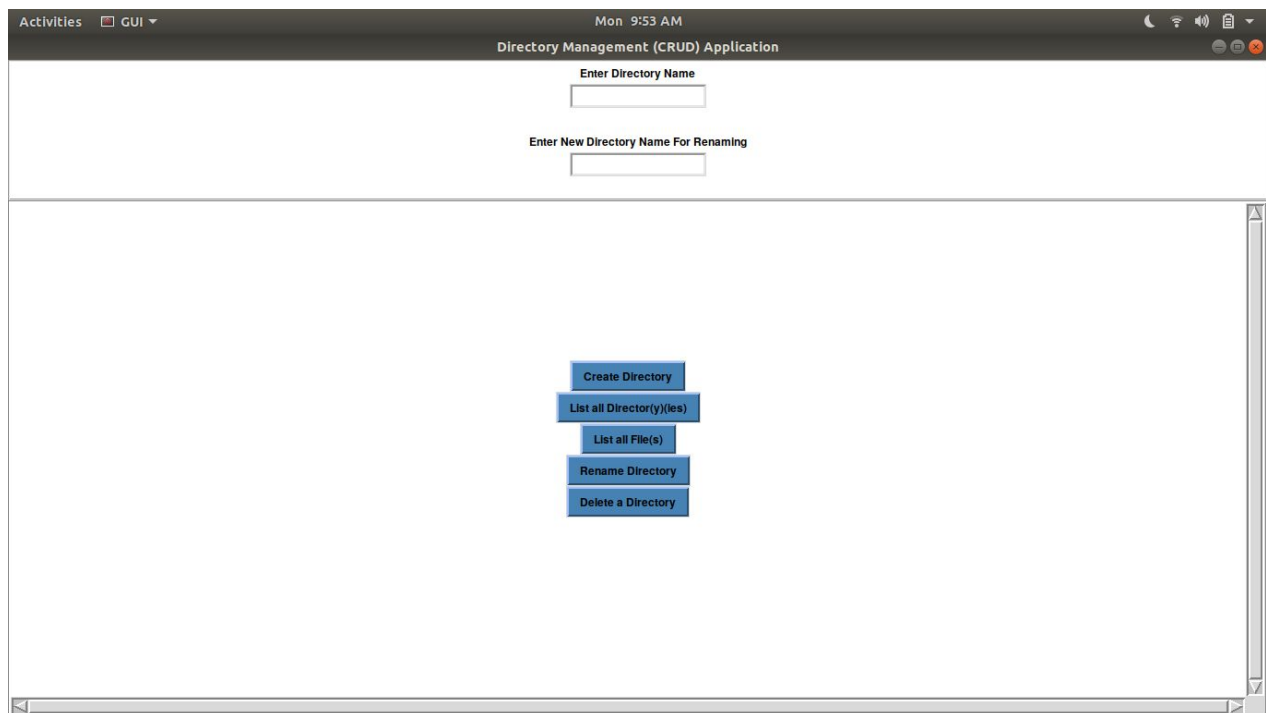 Activities GUI Mon 9:53 AM
Directory Management (CRUD) Application
Enter Directory Name
Enter New Directory Name For Renaming
Create Directory
List all Director(y)(ies)
List all File(s)
Rename Directory
Delete a Directory